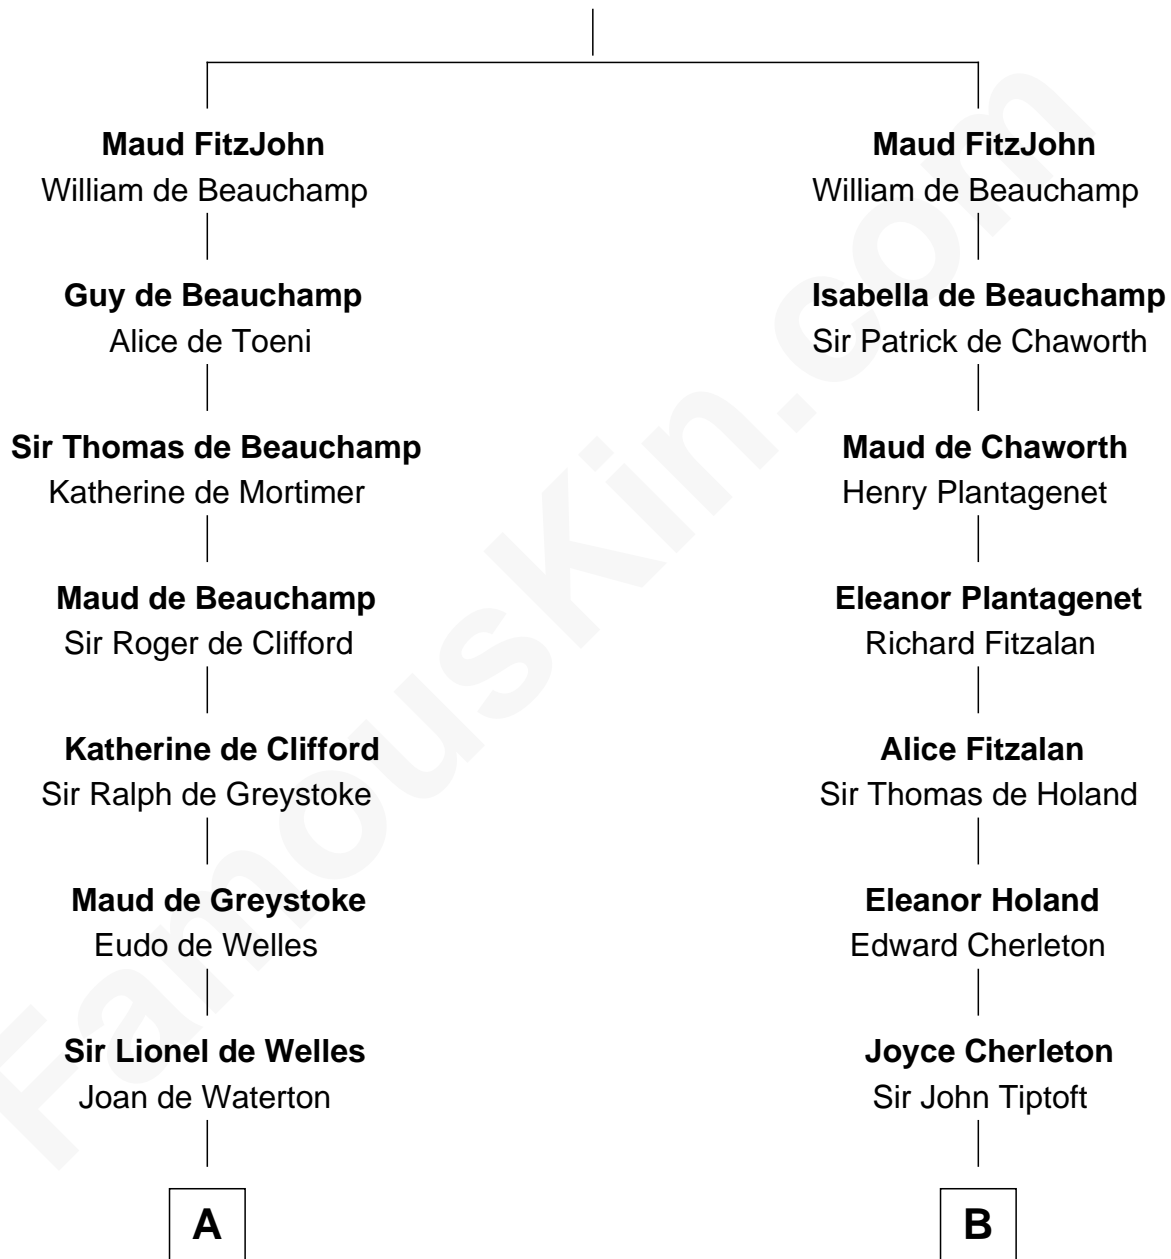 Maud FitzJohn
William de Beauchamp
Maud FitzJohn
William de Beauchamp
Guy de Beauchamp
Alice de Toeni
Isabella de Beauchamp
Sir Patrick de Chaworth
Sir Thomas de Beauchamp
Katherine de Mortimer
Maud de Chaworth
Henry Plantagenet
Maud de Beauchamp
Sir Roger de Clifford
Eleanor Plantagenet
Richard Fitzalan
Katherine de Clifford
Sir Ralph de Greystoke
Alice Fitzalan
Sir Thomas de Holand
Maud de Greystoke
Eudo de Welles
Eleanor Holand
Edward Cherleton
Sir Lionel de Welles
Joan de Waterton
Joyce Cherleton
Sir John Tiptoft
A
B
FamousKin.com